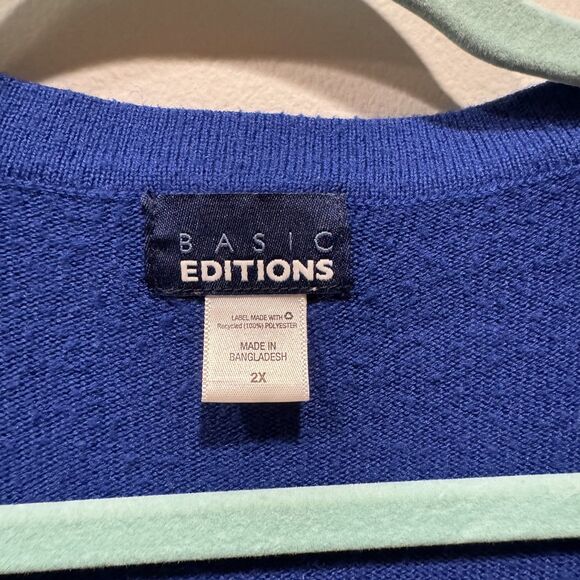 BASIC
EDITIONS
LABEL MADE WITH ♻
Recycled (100%) POLYESTER
MADE IN
BANGLADESH
2X